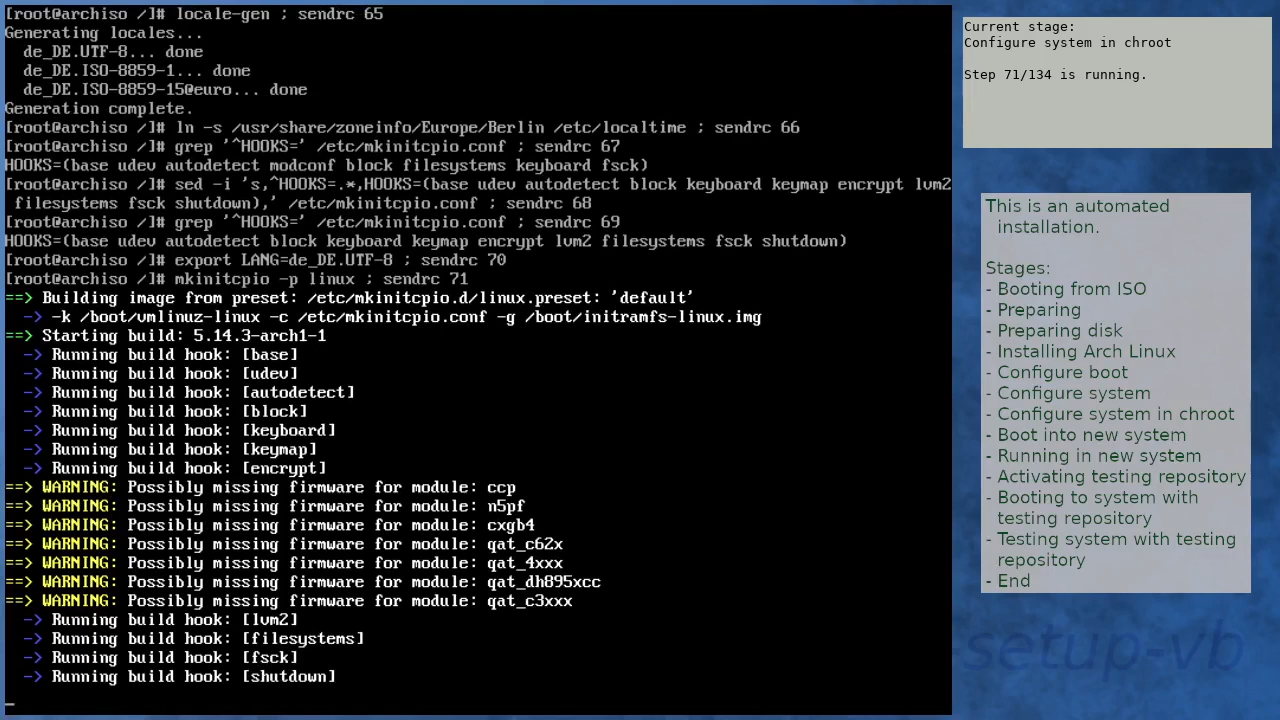 [root@archiso /]# locale-gen ; sendrc 65
Generating locales...
  de_DE.UTF-8... done
  de_DE.ISO-8859-1... done
  de_DE.ISO-8859-15@euro... done
Generation complete.
[root@archiso /]# ln -s /usr/share/zoneinfo/Europe/Berlin /etc/localtime ; sendrc 66
[root@archiso /]# grep '^HOOKS=' /etc/mkinitcpio.conf ; sendrc 67
HOOKS=(base udev autodetect modconf block filesystems keyboard fsck)
[root@archiso /]# sed -i 's,^HOOKS=.*,HOOKS=(base udev autodetect block keyboard keymap encrypt lvm2
 filesystems fsck shutdown),' /etc/mkinitcpio.conf ; sendrc 68
[root@archiso /]# grep '^HOOKS=' /etc/mkinitcpio.conf ; sendrc 69
HOOKS=(base udev autodetect block keyboard keymap encrypt lvm2 filesystems fsck shutdown)
[root@archiso /]# export LANG=de_DE.UTF-8 ; sendrc 70
[root@archiso /]# mkinitcpio -p linux ; sendrc 71
==> Building image from preset: /etc/mkinitcpio.d/linux.preset: 'default'
  -> -k /boot/vmlinuz-linux -c /etc/mkinitcpio.conf -g /boot/initramfs-linux.img
==> Starting build: 5.14.3-arch1-1
  -> Running build hook: [base]
  -> Running build hook: [udev]
  -> Running build hook: [autodetect]
  -> Running build hook: [block]
  -> Running build hook: [keyboard]
  -> Running build hook: [keymap]
  -> Running build hook: [encrypt]
==> WARNING: Possibly missing firmware for module: ccp
==> WARNING: Possibly missing firmware for module: n5pf
==> WARNING: Possibly missing firmware for module: cxgb4
==> WARNING: Possibly missing firmware for module: qat_c62x
==> WARNING: Possibly missing firmware for module: qat_4xxx
==> WARNING: Possibly missing firmware for module: qat_dh895xcc
==> WARNING: Possibly missing firmware for module: qat_c3xxx
  -> Running build hook: [lvm2]
  -> Running build hook: [filesystems]
  -> Running build hook: [fsck]
  -> Running build hook: [shutdown]
_
Current stage:
Configure system in chroot
Step 71/134 is running.
This is an automated
installation.
Stages:
- Booting from ISO
- Preparing
- Preparing disk
- Installing Arch Linux
- Configure boot
- Configure system
- Configure system in chroot
- Boot into new system
- Running in new system
- Activating testing repository
- Booting to system with
testing repository
- Testing system with testing
repository
- End
setup-vb